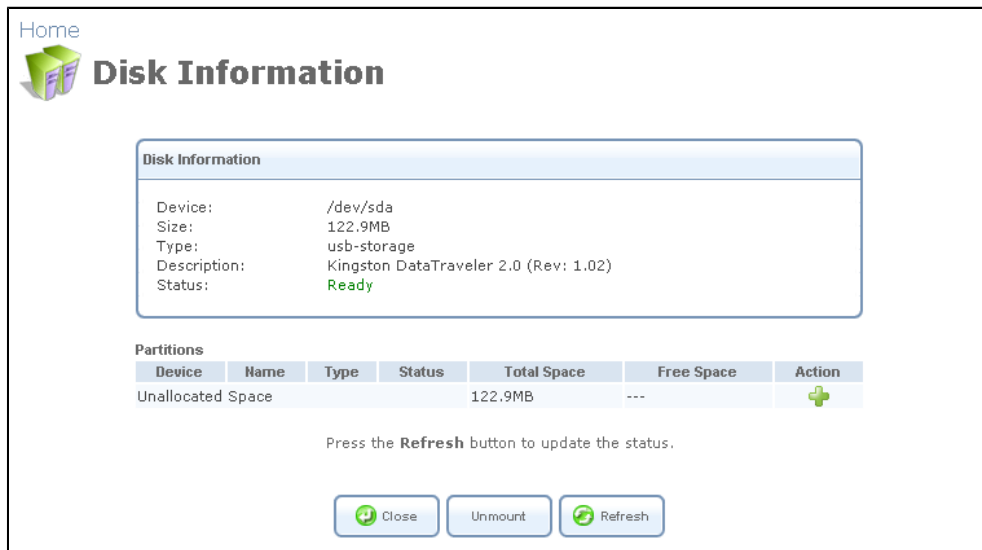 Home
Disk Information
Disk Information
Device: /dev/sda
Size: 122.9MB
Type: usb-storage
Description: Kingston DataTraveler 2.0 (Rev: 1.02)
Status: Ready
Partitions
Device Name Type Status Total Space Free Space Action
Unallocated Space 122.9MB ---
Press the Refresh button to update the status.
Close Unmount Refresh